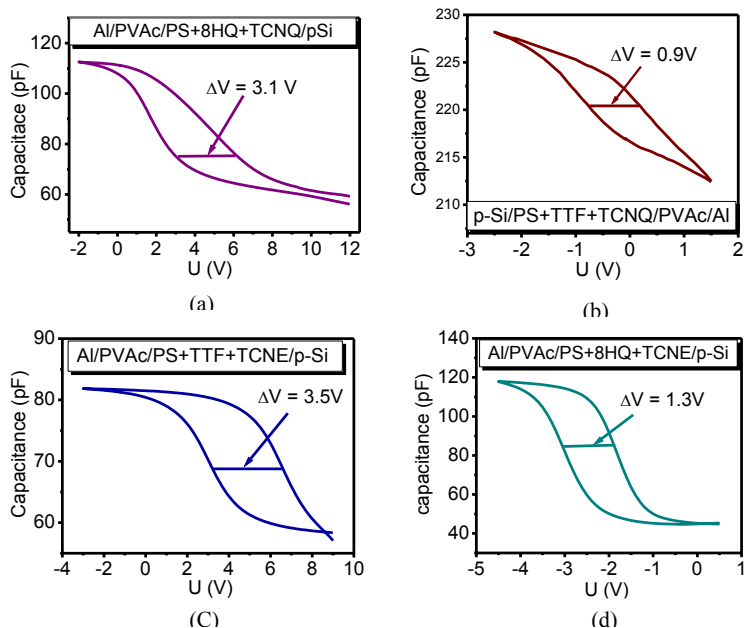 Al/PVAc/PS+8HQ+TCNQ/pSi
ΔV = 3.1 V
Capacitace (pF)
120
100
80
60
-2 0 2 4 6 8 10 12
U (V)
(a)
ΔV = 0.9V
p-Si/PS+TTF+TCNQ/PVAc/Al
Capacitance (pF)
230
225
220
215
210
-3 -2 -1 0 1 2
U (V)
(b)
Al/PVAc/PS+TTF+TCNE/p-Si
ΔV = 3.5V
Capacitance (pF)
90
80
70
60
-4 -2 0 2 4 6 8 10
U (V)
(C)
Al/PVAc/PS+8HQ+TCNE/p-Si
ΔV = 1.3V
capacitance (pF)
140
120
100
80
60
40
-5 -4 -3 -2 -1 0 1
U (V)
(d)